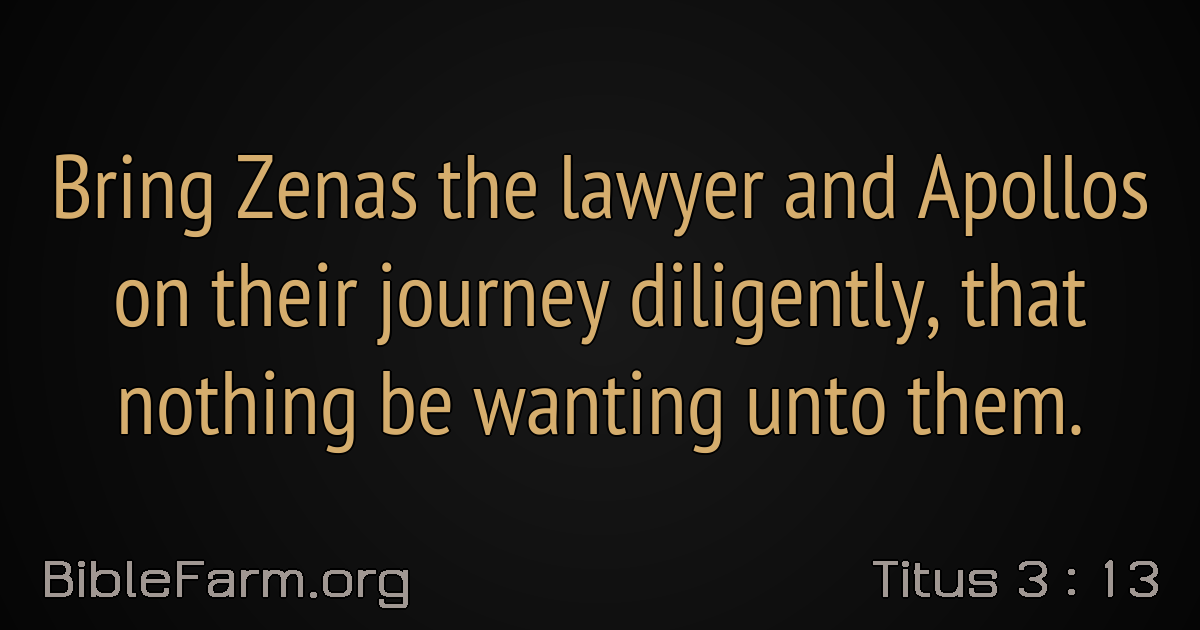 Bring Zenas the lawyer and Apollos
on their journey diligently, that
nothing be wanting unto them.
BibleFarm.org
Titus 3 : 13